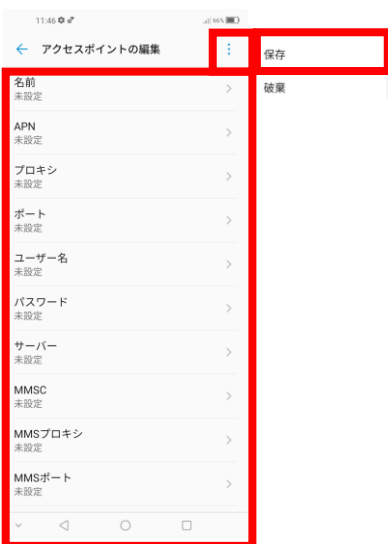 11:46
66%
アクセスポイントの編集
保存
破棄
名前
未設定
APN
未設定
プロキシ
未設定
ポート
未設定
ユーザー名
未設定
パスワード
未設定
サーバー
未設定
MMSC
未設定
MMSプロキシ
未設定
MMSポート
未設定